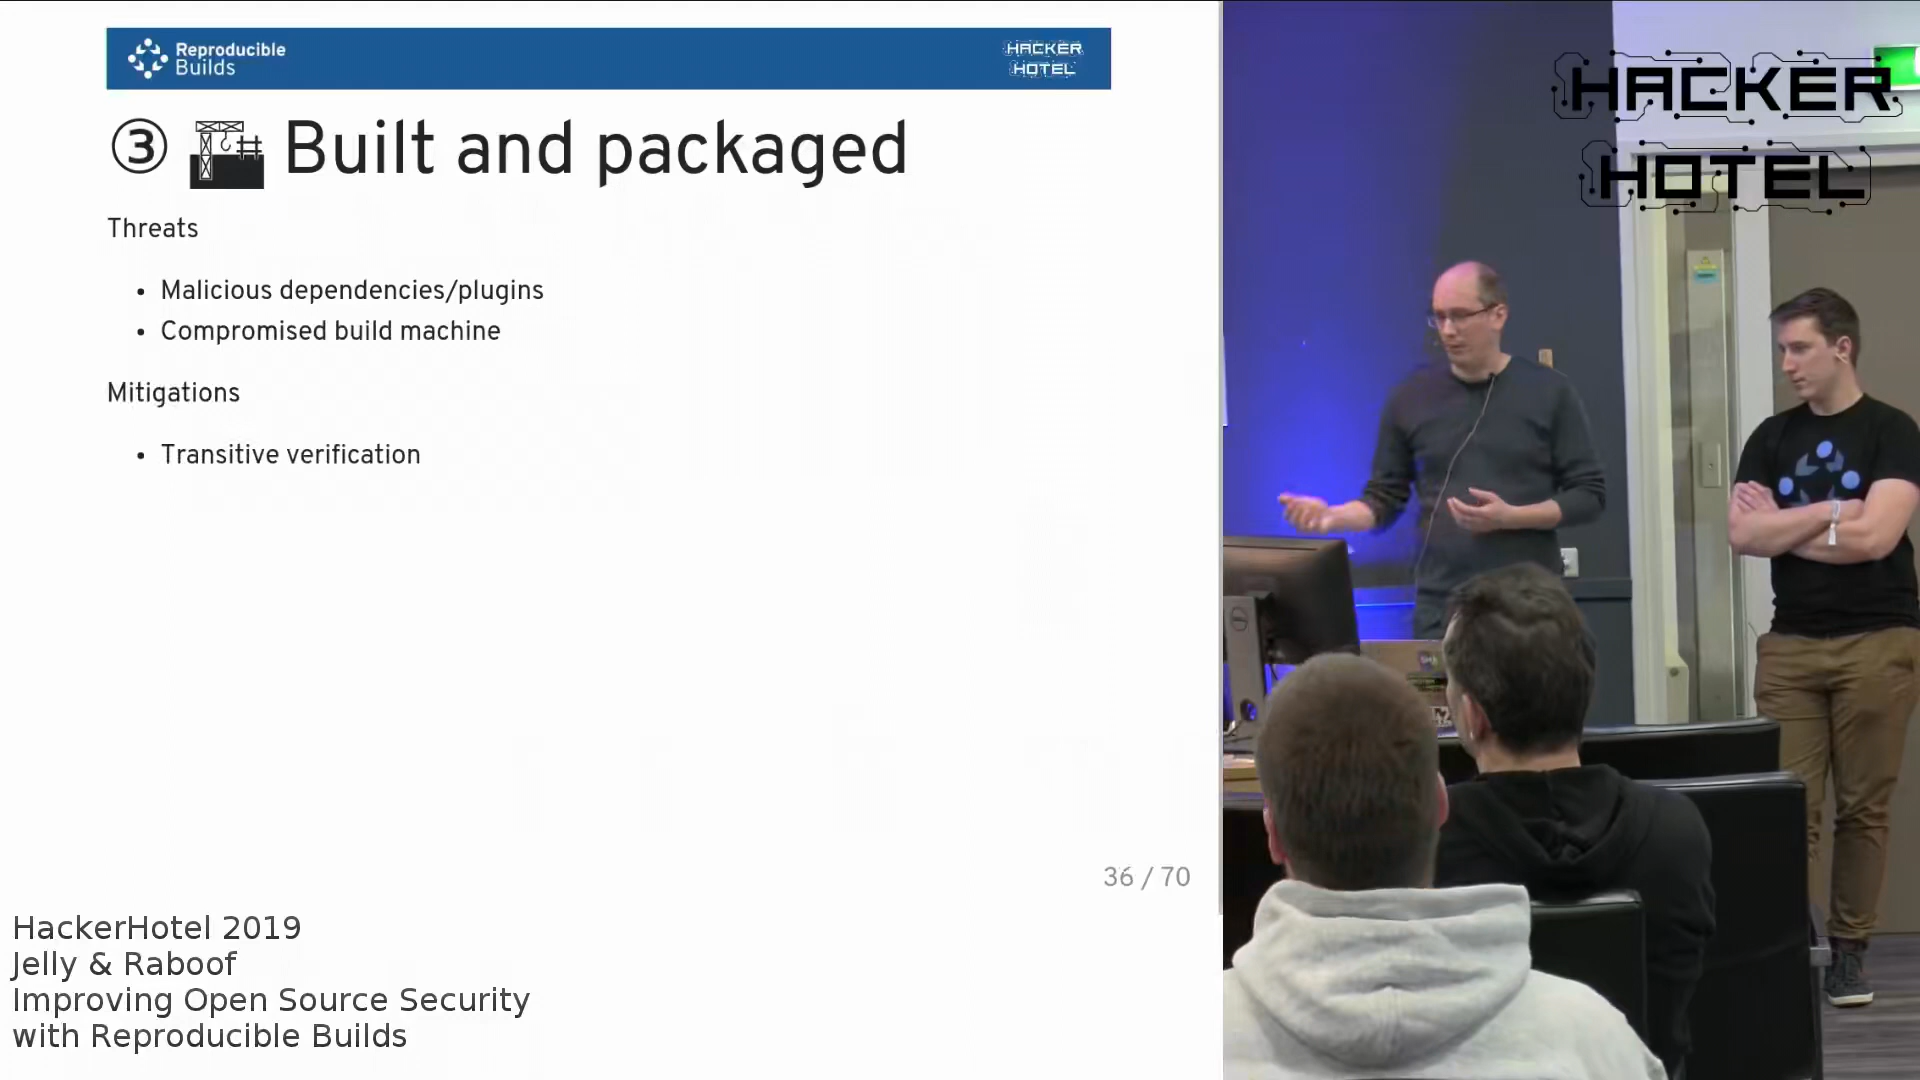 Reproducible
Builds
HACKER
HOTEL
③ Built and packaged
Threats
• Malicious dependencies/plugins
• Compromised build machine
Mitigations
• Transitive verification
36 / 70
HackerHotel 2019
Jelly & Raboof
Improving Open Source Security
with Reproducible Builds
HACKER
HOTEL